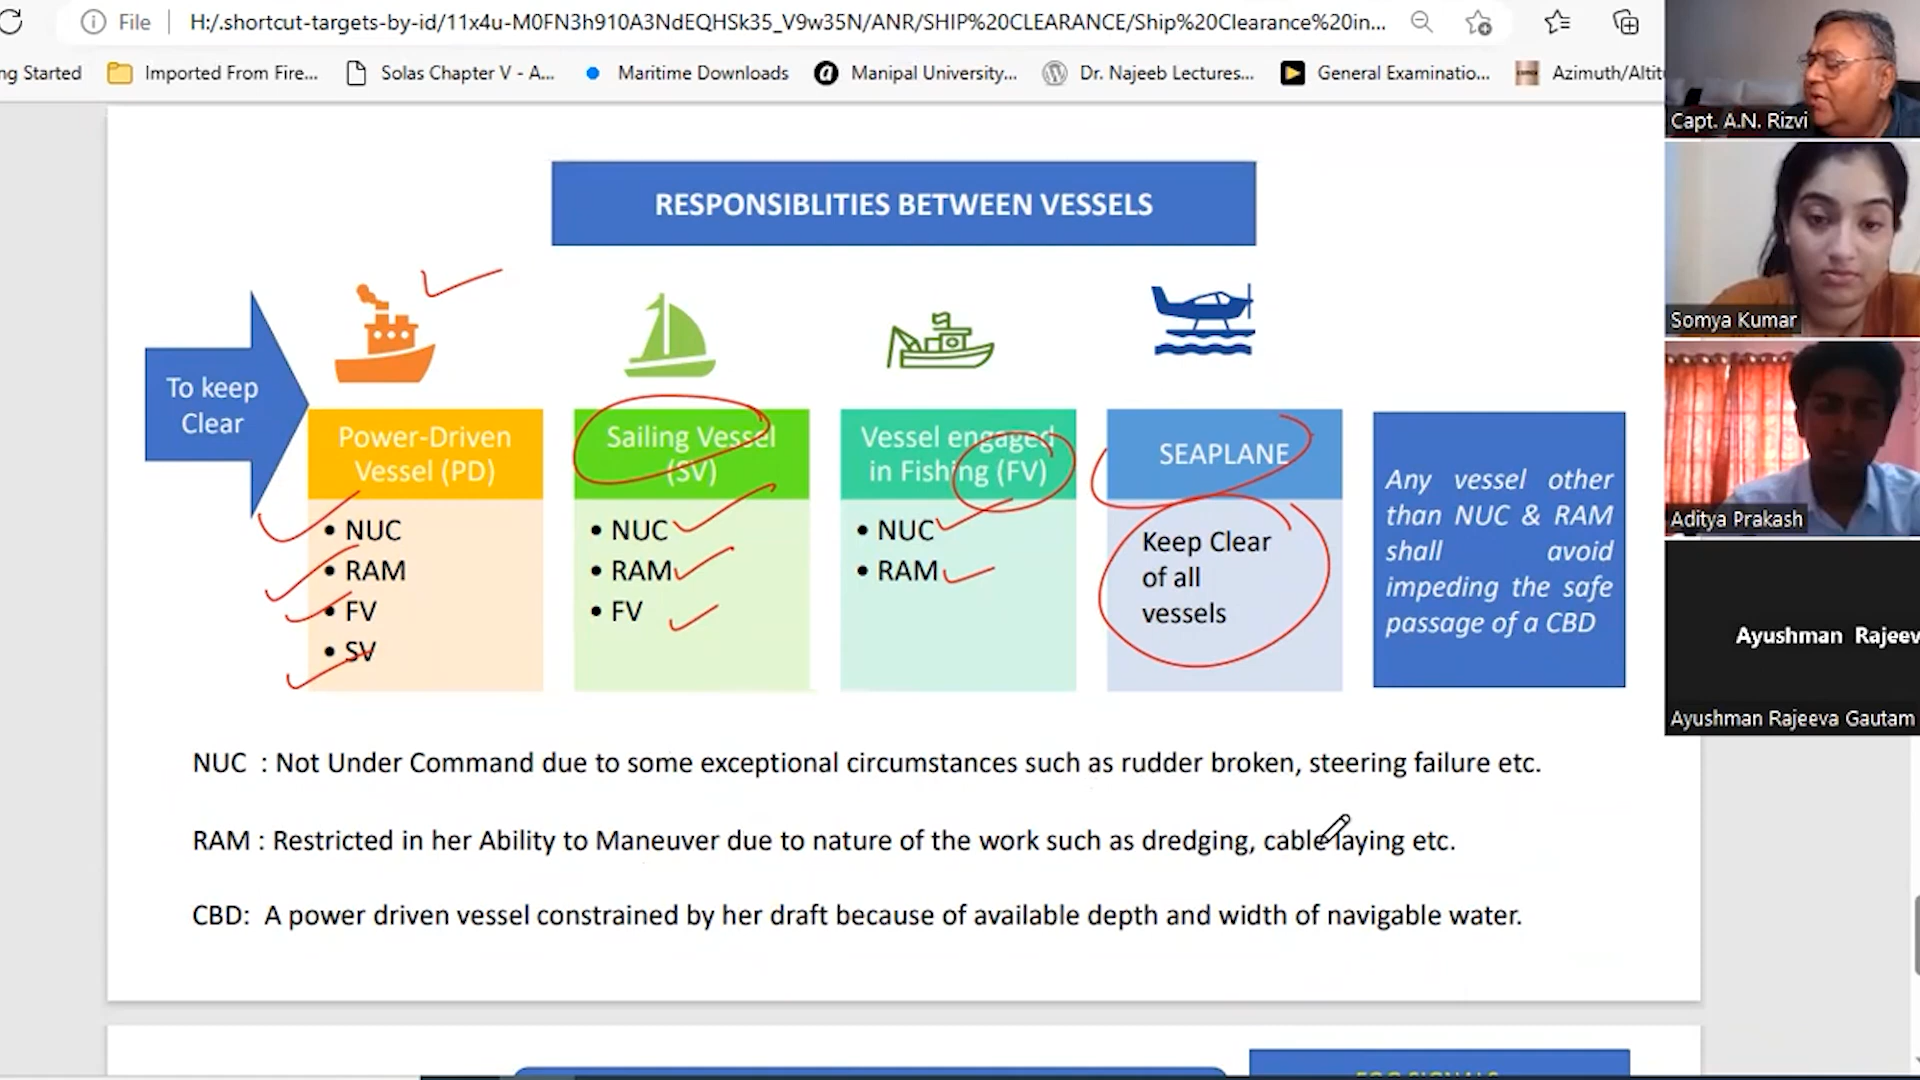 File
H:/.shortcut-targets-by-id/11x4u-M0FN3h910A3NdEQHSk35_V9w35N/ANR/SHIP%20CLEARANCE/Ship%20Clearance%20in...
ng Started
Imported From Fire...
Solas Chapter V - A...
Maritime Downloads
Manipal University...
Dr. Najeeb Lectures...
General Examinatio...
Azimuth/Altit
Capt. A.N. Rizvi
Somya Kumar
Aditya Prakash
Ayushman Rajeev
Ayushman Rajeeva Gautam
RESPONSIBLITIES BETWEEN VESSELS
To keep
Clear
Power-Driven
Vessel (PD)
• NUC
• RAM
• FV
• SV
Sailing Vessel
(SV)
• NUC
• RAM
• FV
Vessel engaged
in Fishing (FV)
• NUC
• RAM
SEAPLANE
Keep Clear
of all
vessels
Any vessel other
than NUC & RAM
shall avoid
impeding the safe
passage of a CBD
NUC : Not Under Command due to some exceptional circumstances such as rudder broken, steering failure etc.
RAM : Restricted in her Ability to Maneuver due to nature of the work such as dredging, cable laying etc.
CBD: A power driven vessel constrained by her draft because of available depth and width of navigable water.
FOG SIGNALS